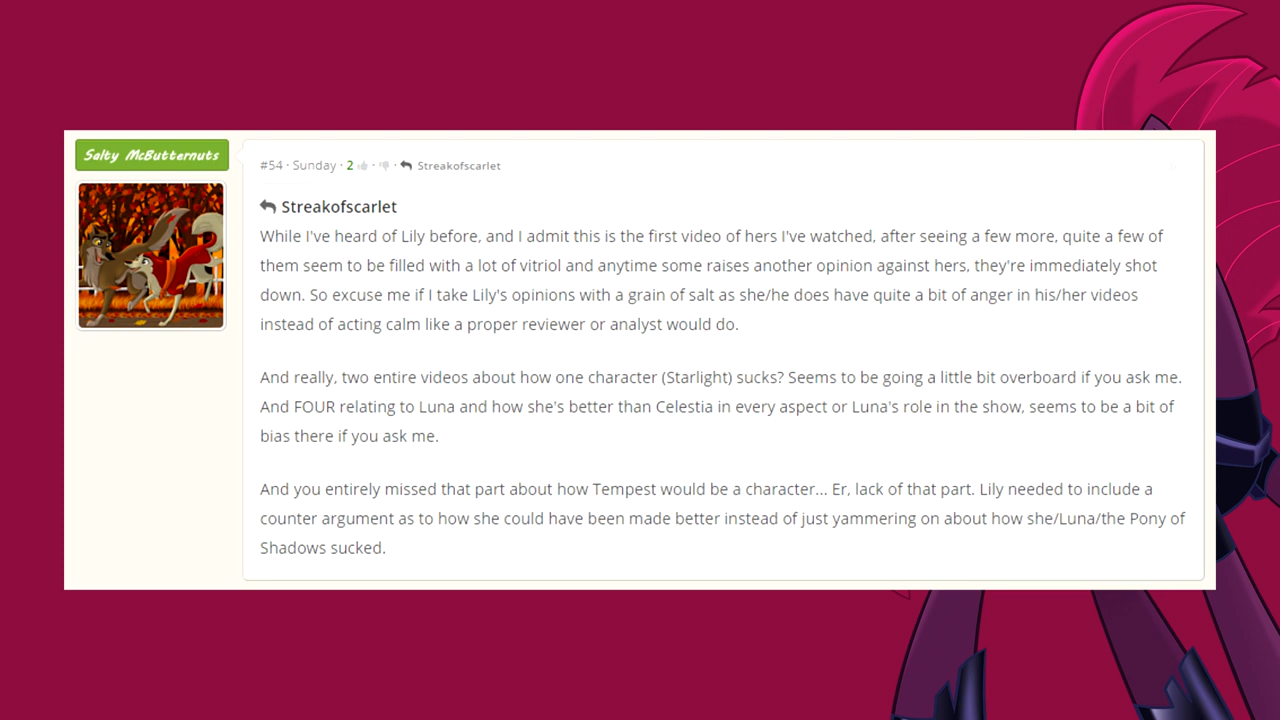 Salty McButternuts
#54 · Sunday · 2 · · Streakofscarlet
Streakofscarlet
While I've heard of Lily before, and I admit this is the first video of hers I've watched, after seeing a few more, quite a few of
them seem to be filled with a lot of vitriol and anytime some raises another opinion against hers, they're immediately shot
down. So excuse me if I take Lily's opinions with a grain of salt as she/he does have quite a bit of anger in his/her videos
instead of acting calm like a proper reviewer or analyst would do.
And really, two entire videos about how one character (Starlight) sucks? Seems to be going a little bit overboard if you ask me.
And FOUR relating to Luna and how she's better than Celestia in every aspect or Luna's role in the show, seems to be a bit of
bias there if you ask me.
And you entirely missed that part about how Tempest would be a character... Er, lack of that part. Lily needed to include a
counter argument as to how she could have been made better instead of just yammering on about how she/Luna/the Pony of
Shadows sucked.